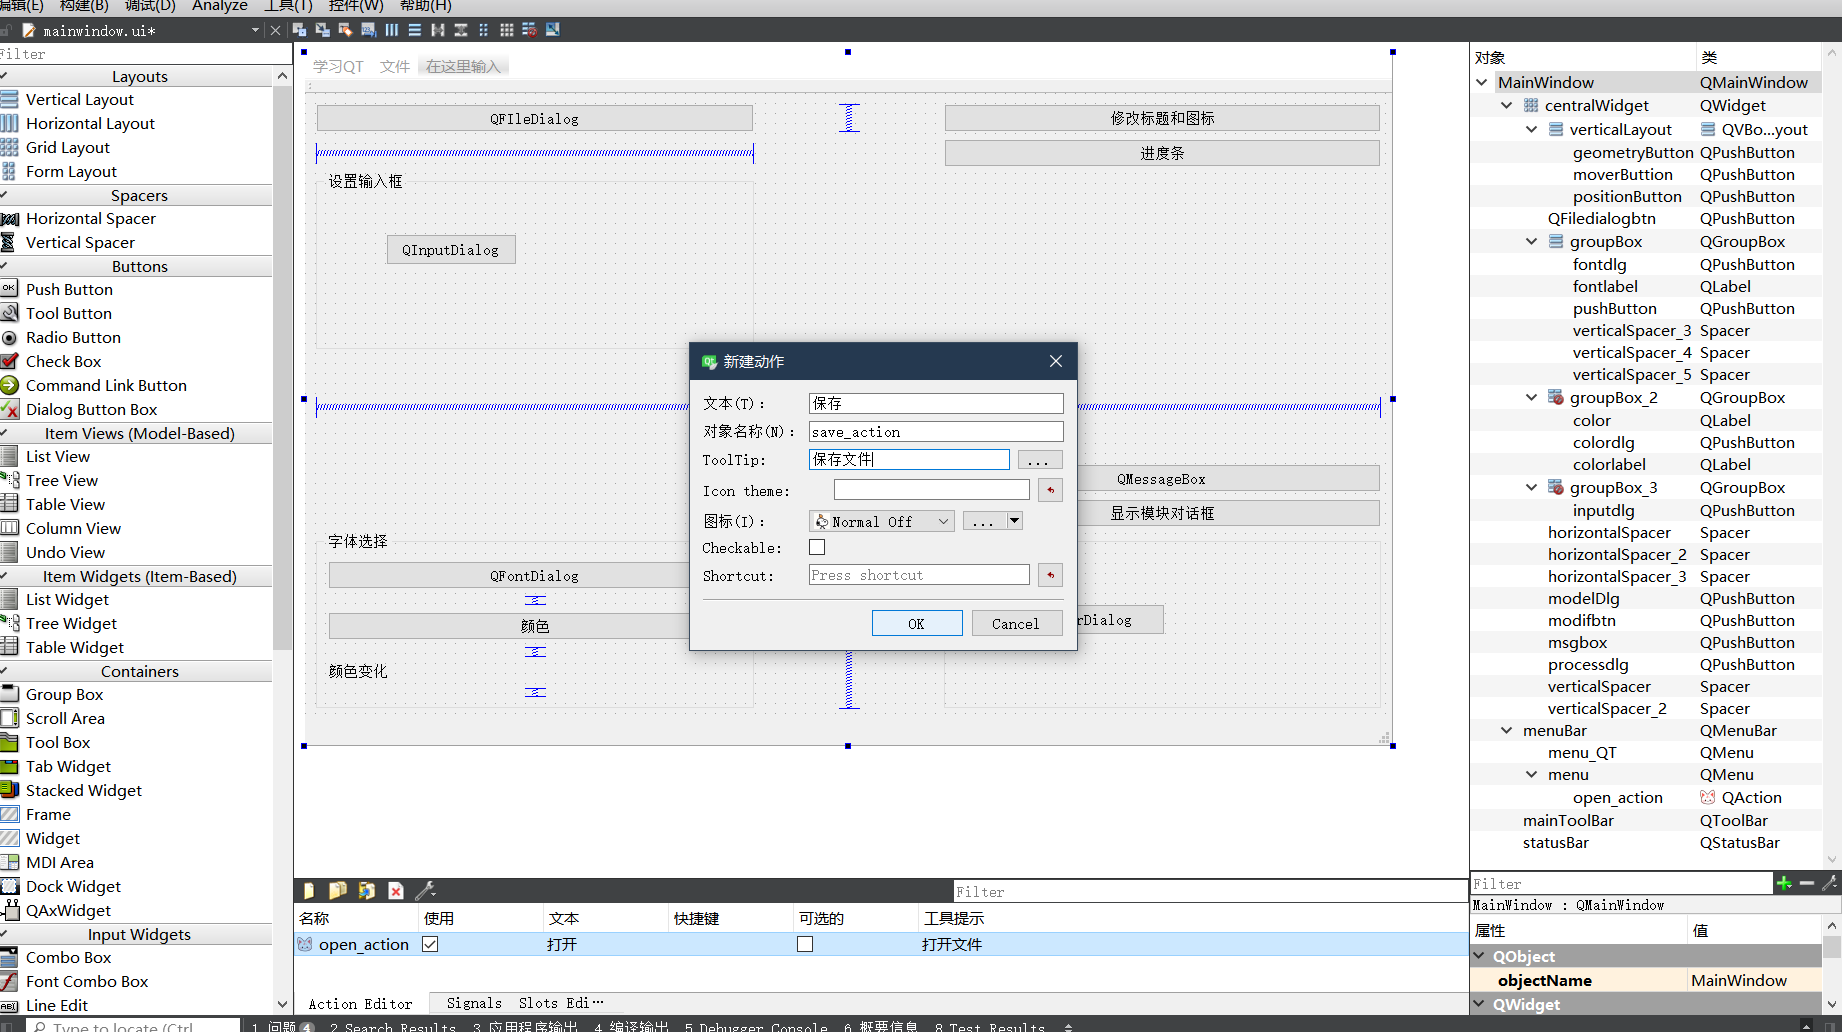 编辑(E) 构建(B) 调试(D) Analyze 工具(T) 控件(W) 帮助(H)
mainwindow.ui*
Filter
Layouts
Vertical Layout
Horizontal Layout
Grid Layout
Form Layout
Spacers
Horizontal Spacer
Vertical Spacer
Buttons
Push Button
Tool Button
Radio Button
Check Box
Command Link Button
Dialog Button Box
Item Views (Model-Based)
List View
Tree View
Table View
Column View
Undo View
Item Widgets (Item-Based)
List Widget
Tree Widget
Table Widget
Containers
Group Box
Scroll Area
Tool Box
Tab Widget
Stacked Widget
Frame
Widget
MDI Area
Dock Widget
QAxWidget
Input Widgets
Combo Box
Font Combo Box
Line Edit
学习QT 文件 在这里输入
QFIleDialog
修改标题和图标
进度条
设置输入框
QInputDialog
QMessageBox
显示模块对话框
字体选择
QFontDialog
颜色
rDialog
颜色变化
新建动作
文本(T)： 保存
对象名称(N)： save_action
ToolTip: 保存文件 ...
Icon theme:
图标(I)： Normal Off ...
Checkable:
Shortcut: Press shortcut
OK Cancel
Filter
名称 使用 文本 快捷键 可选的 工具提示
open_action 打开 打开文件
Action Editor Signals Slots Edi…
对象 类
MainWindow QMainWindow
centralWidget QWidget
verticalLayout QVBo...yout
geometryButton QPushButton
moverButtion QPushButton
positionButton QPushButton
QFiledialogbtn QPushButton
groupBox QGroupBox
fontdlg QPushButton
fontlabel QLabel
pushButton QPushButton
verticalSpacer_3 Spacer
verticalSpacer_4 Spacer
verticalSpacer_5 Spacer
groupBox_2 QGroupBox
color QLabel
colordlg QPushButton
colorlabel QLabel
groupBox_3 QGroupBox
inputdlg QPushButton
horizontalSpacer Spacer
horizontalSpacer_2 Spacer
horizontalSpacer_3 Spacer
modelDlg QPushButton
modifbtn QPushButton
msgbox QPushButton
processdlg QPushButton
verticalSpacer Spacer
verticalSpacer_2 Spacer
menuBar QMenuBar
menu_QT QMenu
menu QMenu
open_action QAction
mainToolBar QToolBar
statusBar QStatusBar
Filter
MainWindow : QMainWindow
属性 值
QObject
objectName MainWindow
QWidget
Type to locate (Ctrl 1 问题 4 2 Search Results 3 应用程序输出 4 编译输出 5 Debugger Console 6 概要信息 8 Test Results